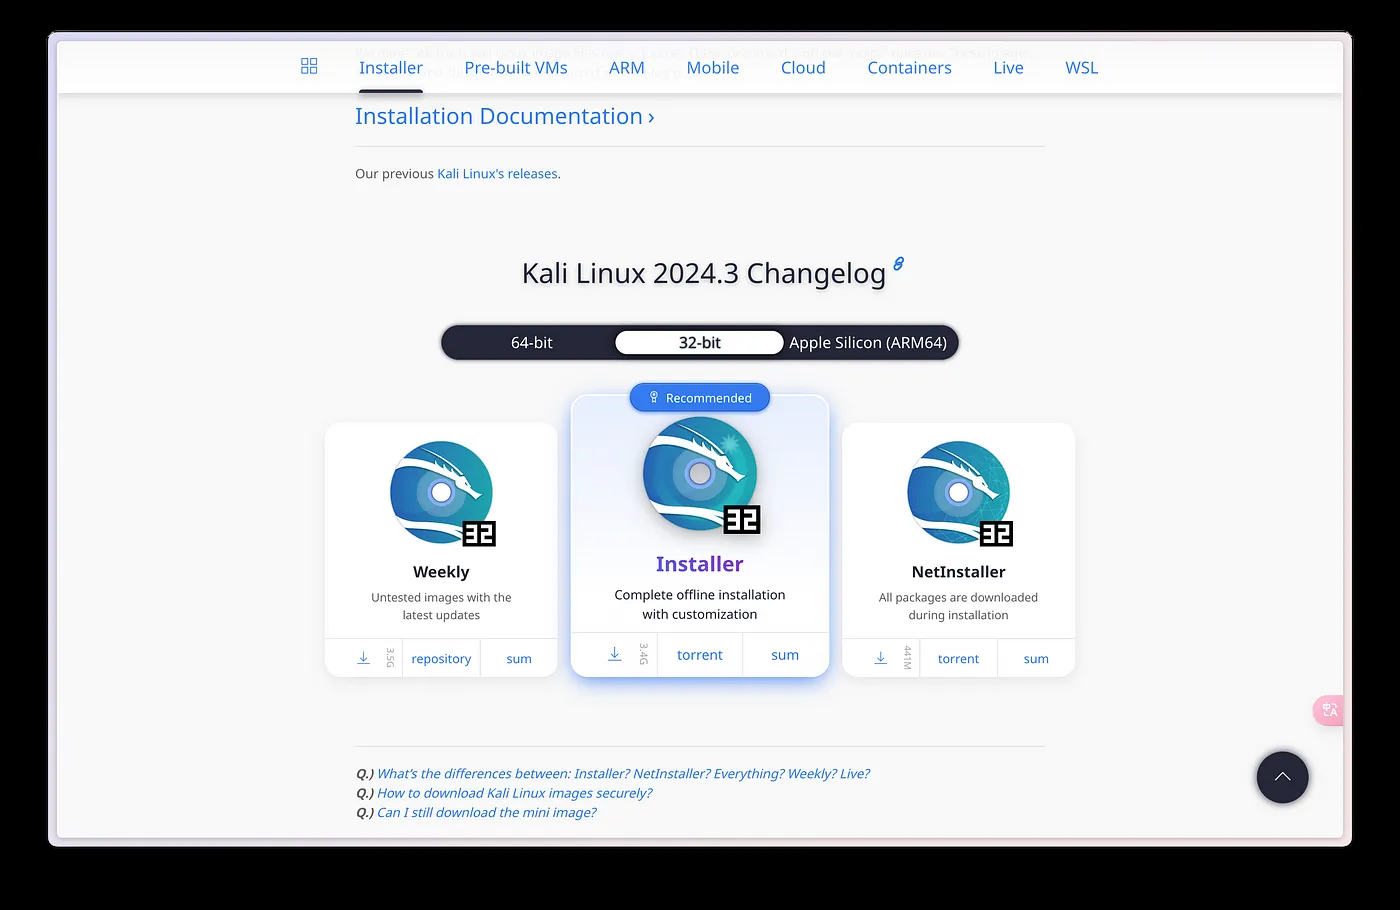 Installer Pre-built VMs ARM Mobile Cloud Containers Live WSL
Installation Documentation ›
Our previous Kali Linux's releases.
Kali Linux 2024.3 Changelog
64-bit 32-bit Apple Silicon (ARM64)
Recommended
32
Weekly
Untested images with the
latest updates
3.5G repository sum
32
Installer
Complete offline installation
with customization
3.4G torrent sum
32
NetInstaller
All packages are downloaded
during installation
441M torrent sum
Q.) What's the differences between: Installer? NetInstaller? Everything? Weekly? Live?
Q.) How to download Kali Linux images securely?
Q.) Can I still download the mini image?